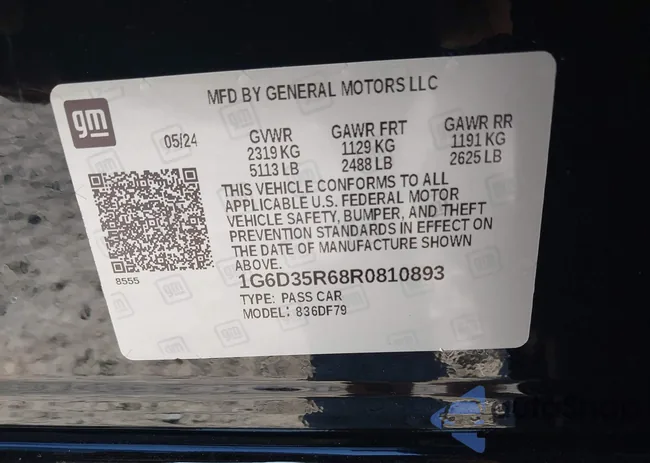 MFD BY GENERAL MOTORS LLC
gm
05/24
GVWR GAWR FRT GAWR RR
2319 KG 1129 KG 1191 KG
5113 LB 2488 LB 2625 LB
THIS VEHICLE CONFORMS TO ALL
APPLICABLE U.S. FEDERAL MOTOR
VEHICLE SAFETY, BUMPER, AND THEFT
PREVENTION STANDARDS IN EFFECT ON
THE DATE OF MANUFACTURE SHOWN
ABOVE.
8555
1G6D35R68R0810893
TYPE: PASS CAR
MODEL: 836DF79